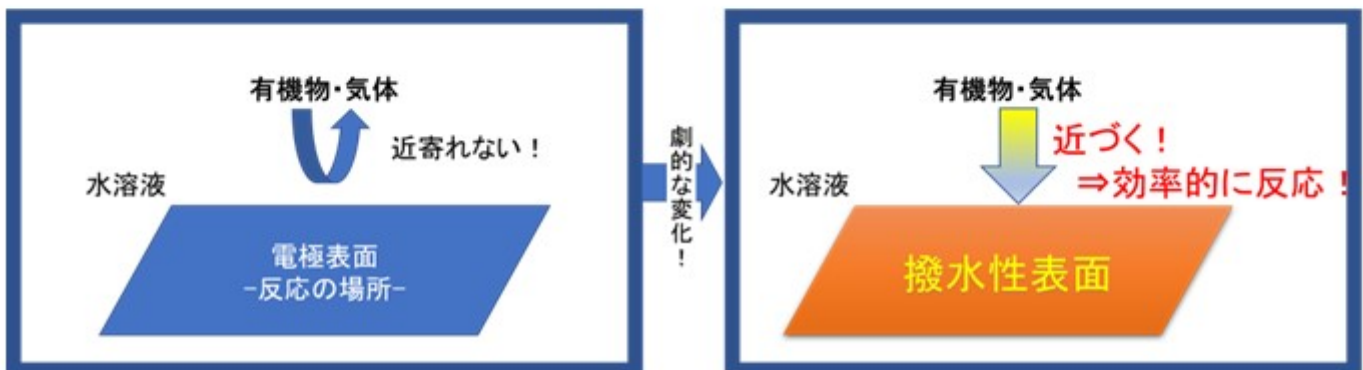 有機物・気体
近寄れない！
水溶液
電極表面
−反応の場所−
劇的な変化！
有機物・気体
近づく！
⇒効率的に反応！
水溶液
撥水性表面